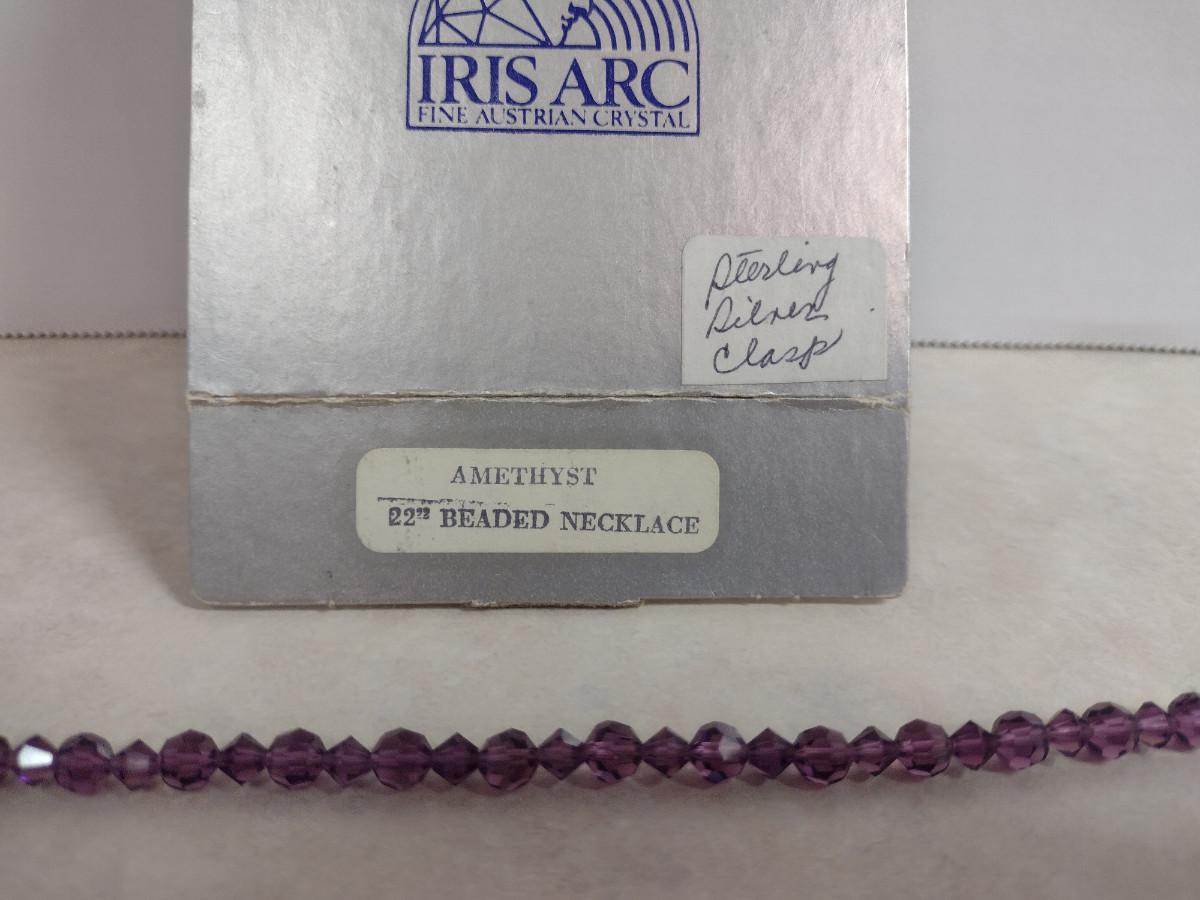 IRIS ARC
FINE AUSTRIAN CRYSTAL
Sterling
Silver
Clasp
AMETHYST
22" BEADED NECKLACE